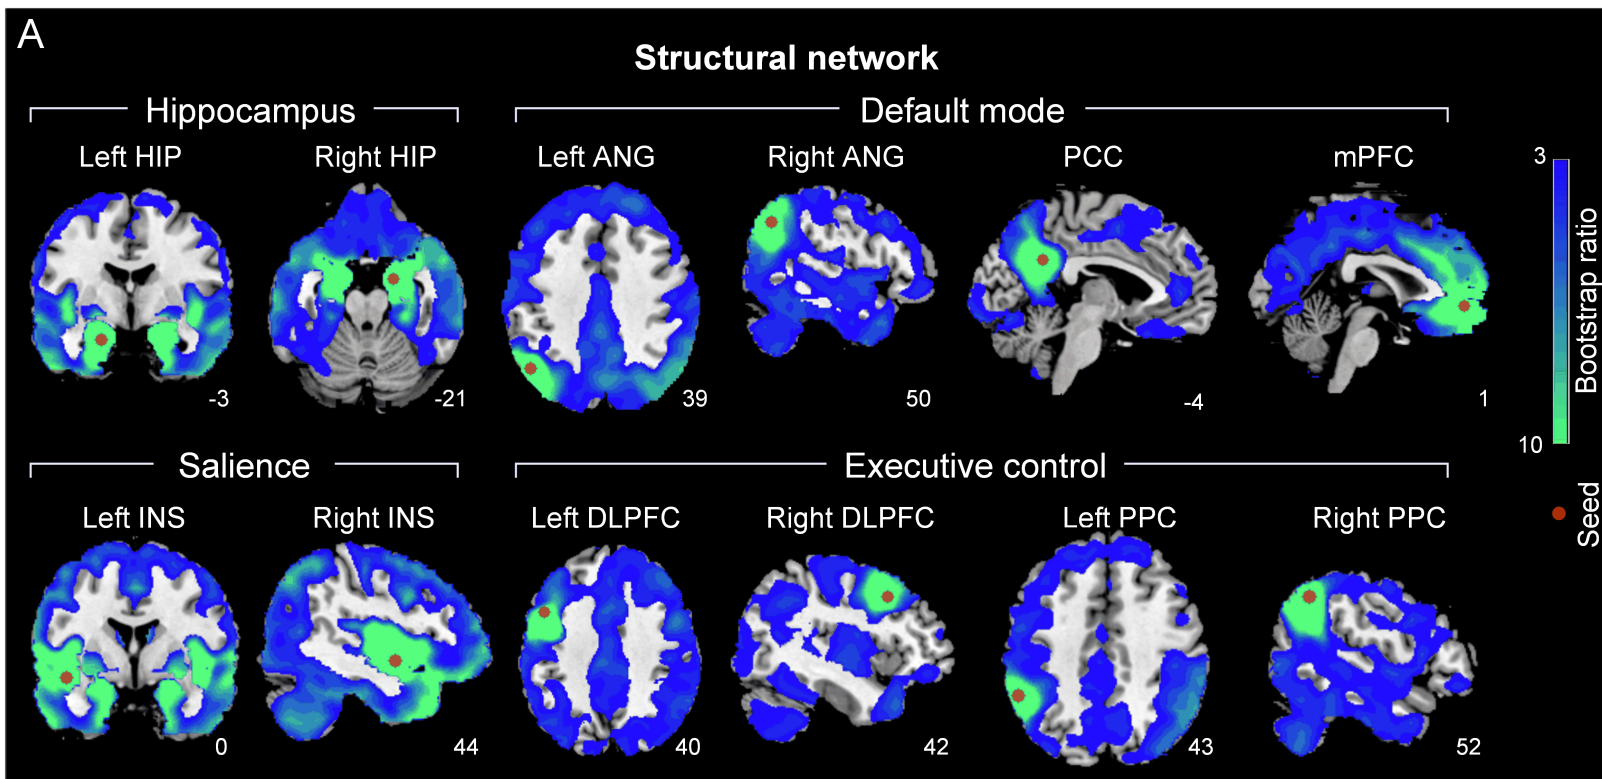 A
Structural network
Hippocampus
Default mode
Left HIP
Right HIP
Left ANG
Right ANG
PCC
mPFC
3
Bootstrap ratio
10
-3
-21
39
50
-4
1
Salience
Executive control
Left INS
Right INS
Left DLPFC
Right DLPFC
Left PPC
Right PPC
Seed
0
44
40
42
43
52